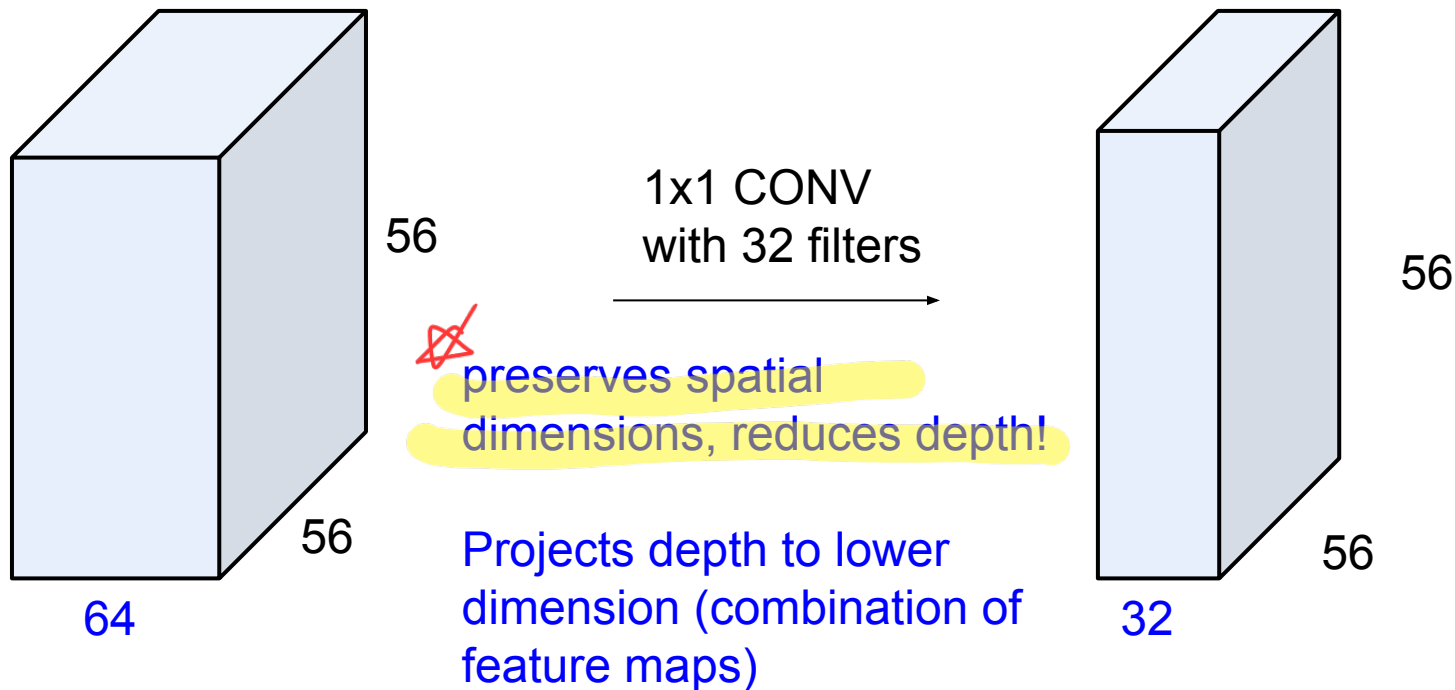 56
56
64
1x1 CONV
with 32 filters
preserves spatial
dimensions, reduces depth!
Projects depth to lower
dimension (combination of
feature maps)
56
56
32